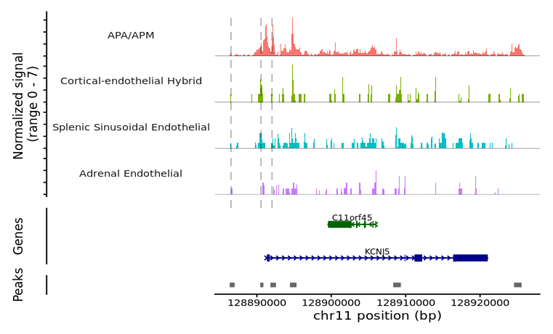 Normalized signal
(range 0 - 7)
APA/APM
Cortical-endothelial Hybrid
Splenic Sinusoidal Endothelial
Adrenal Endothelial
Genes
C11orf45
KCNJ5
Peaks
128890000 128900000 128910000 128920000
chr11 position (bp)